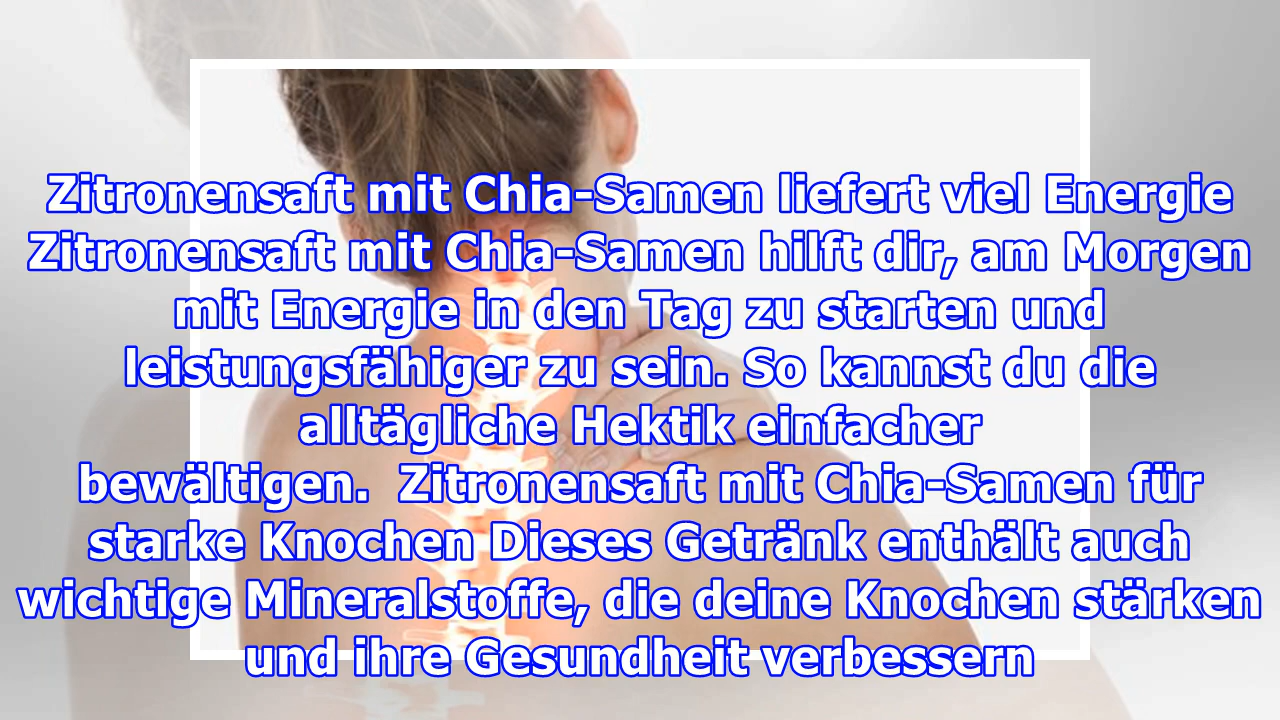 Zitronensaft mit Chia-Samen liefert viel Energie
Zitronensaft mit Chia-Samen hilft dir, am Morgen
mit Energie in den Tag zu starten und
leistungsfähiger zu sein. So kannst du die
alltägliche Hektik einfacher
bewältigen.  Zitronensaft mit Chia-Samen für
starke Knochen Dieses Getränk enthält auch
wichtige Mineralstoffe, die deine Knochen stärken
und ihre Gesundheit verbessern